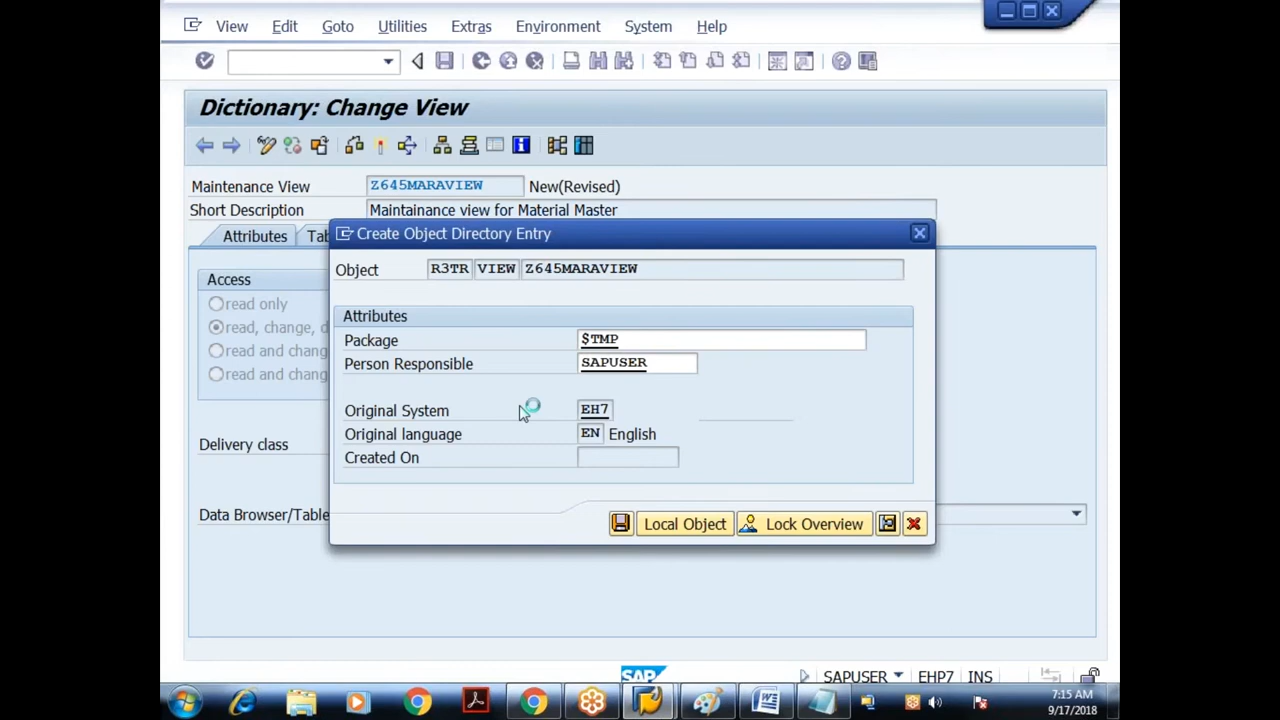 View Edit Goto Utilities Extras Environment System Help
Dictionary: Change View
Maintenance View Z645MARAVIEW New(Revised)
Short Description Maintainance view for Material Master
Attributes Tab
Create Object Directory Entry
Object R3TR VIEW Z645MARAVIEW
Access
read only
read, change, d
read and chang
read and chang
Attributes
Package $TMP
Person Responsible SAPUSER
Original System EH7
Original language EN English
Created On
Delivery class
Data Browser/Table
Local Object Lock Overview
SAP SAPUSER EHP7 INS
7:15 AM
9/17/2018